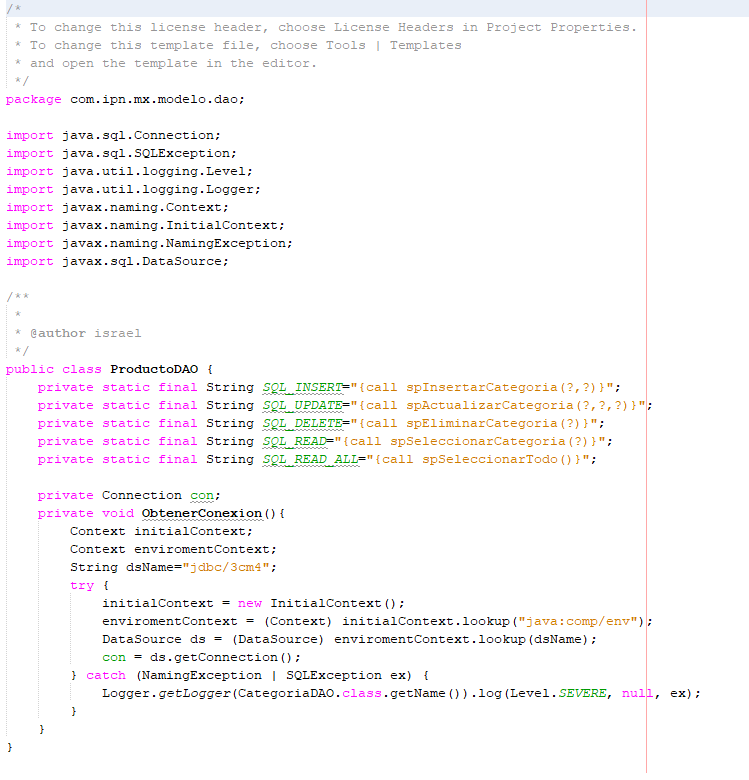 /*
 * To change this license header, choose License Headers in Project Properties.
 * To change this template file, choose Tools | Templates
 * and open the template in the editor.
 */
package com.ipn.mx.modelo.dao;

import java.sql.Connection;
import java.sql.SQLException;
import java.util.logging.Level;
import java.util.logging.Logger;
import javax.naming.Context;
import javax.naming.InitialContext;
import javax.naming.NamingException;
import javax.sql.DataSource;

/**
 *
 * @author israel
 */
public class ProductoDAO {
    private static final String SQL_INSERT="{call spInsertarCategoria(?,?)}";
    private static final String SQL_UPDATE="{call spActualizarCategoria(?,?,?)}";
    private static final String SQL_DELETE="{call spEliminarCategoria(?)}";
    private static final String SQL_READ="{call spSeleccionarCategoria(?)}";
    private static final String SQL_READ_ALL="{call spSeleccionarTodo()}";

    private Connection con;
    private void ObtenerConexion(){
        Context initialContext;
        Context enviromentContext;
        String dsName="jdbc/3cm4";
        try {
            initialContext = new InitialContext();
            enviromentContext = (Context) initialContext.lookup("java:comp/env");
            DataSource ds = (DataSource) enviromentContext.lookup(dsName);
            con = ds.getConnection();
        } catch (NamingException | SQLException ex) {
            Logger.getLogger(CategoriaDAO.class.getName()).log(Level.SEVERE, null, ex);
        }
    }
}